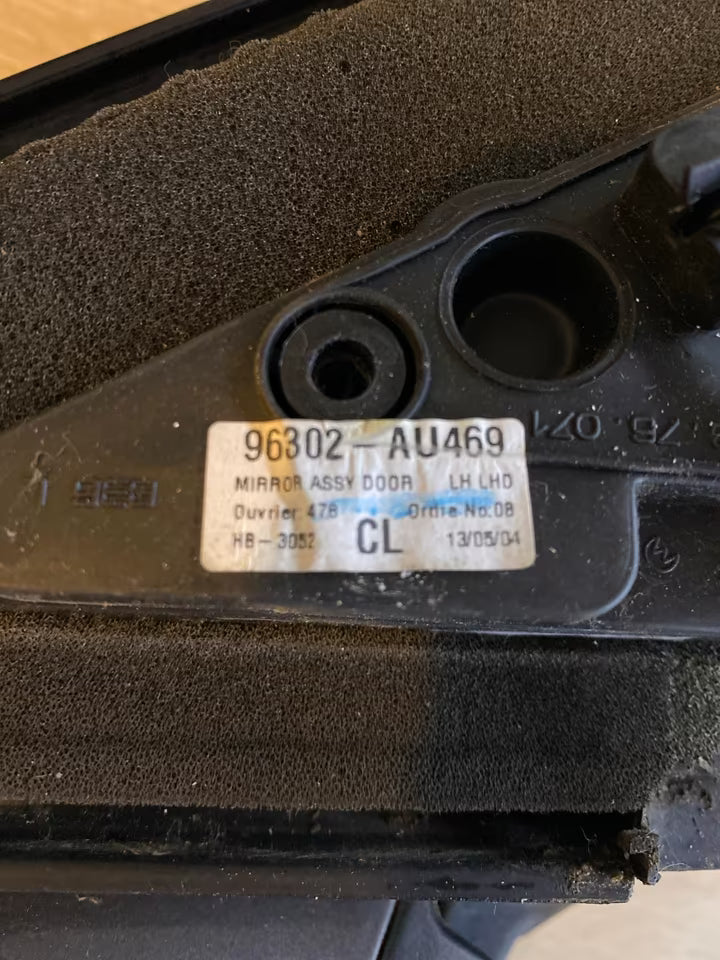 96302-AU469
MIRROR ASSY DOOR LH LHD
Ouvrier 478 Ordre No.08
HB-3052 CL 13/05/04